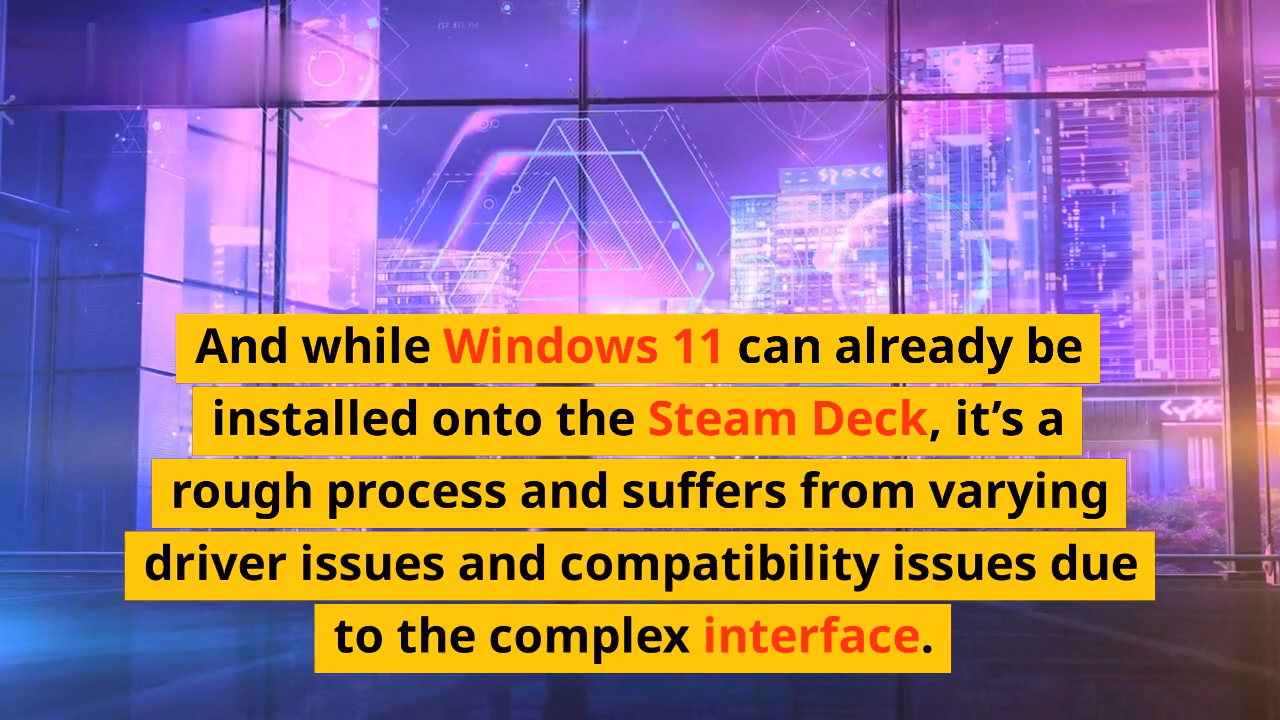 And while Windows 11 can already be
installed onto the Steam Deck, it’s a
rough process and suffers from varying
driver issues and compatibility issues due
to the complex interface.